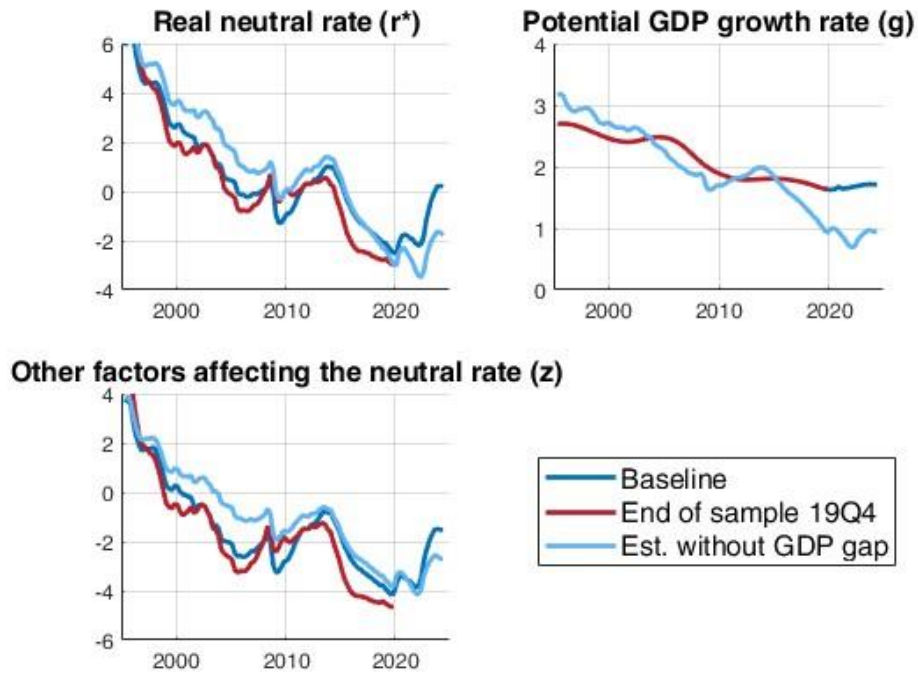 Real neutral rate (r*)
6
4
2
0
-2
-4
2000 2010 2020
Potential GDP growth rate (g)
4
3
2
1
0
2000 2010 2020
Other factors affecting the neutral rate (z)
4
2
0
-2
-4
-6
2000 2010 2020
Baseline
End of sample 19Q4
Est. without GDP gap